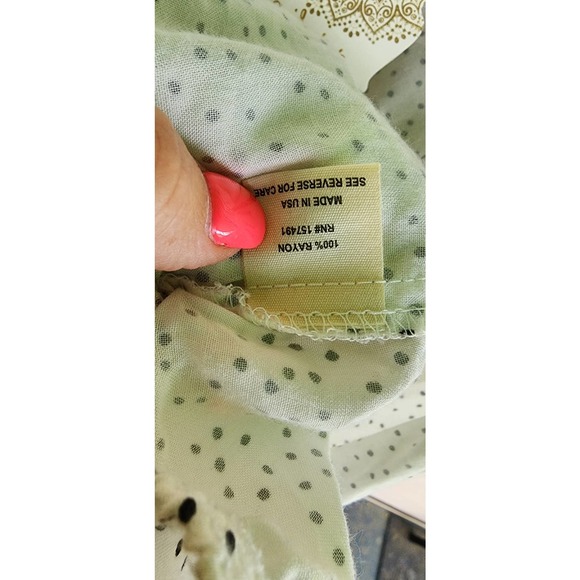 100% RAYON
RN# 157491
MADE IN USA
SEE REVERSE FOR CARE